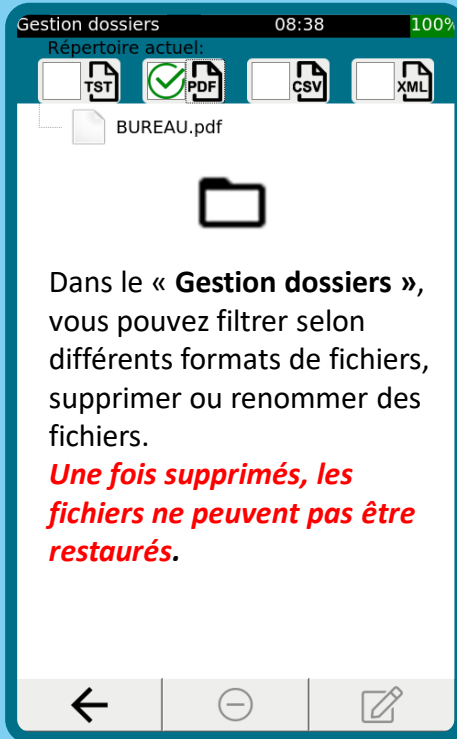 Gestion dossiers 08:38 100%
Répertoire actuel:
TST PDF CSV XML
BUREAU.pdf
Dans le « Gestion dossiers »,
vous pouvez filtrer selon
différents formats de fichiers,
supprimer ou renommer des
fichiers.
Une fois supprimés, les
fichiers ne peuvent pas être
restaurés.